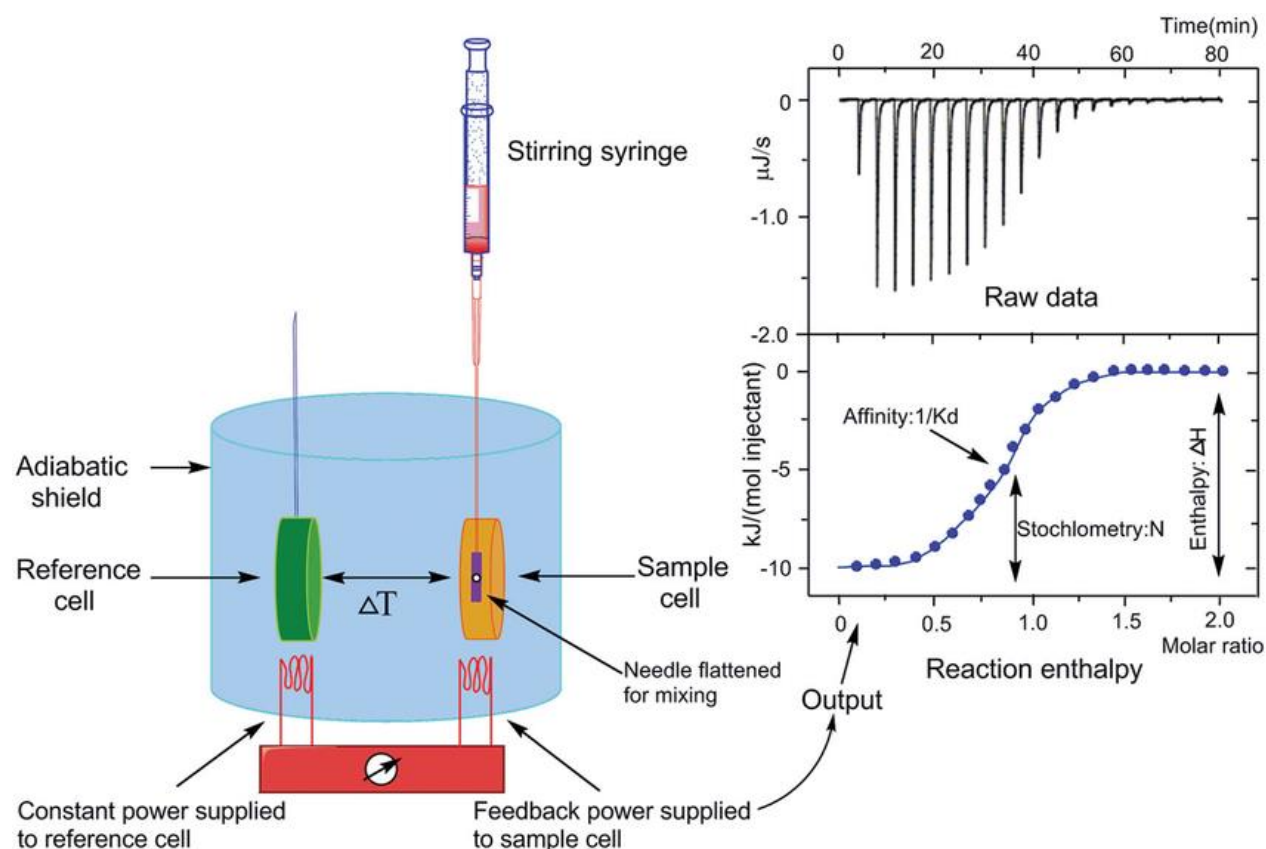 Stirring syringe
Adiabatic
shield
Reference
cell
ΔT
Sample
cell
Needle flattened
for mixing
Constant power supplied
to reference cell
Feedback power supplied
to sample cell
Output
Time(min)
0 20 40 60 80
0
-1.0
-2.0
μJ/s
Raw data
0
-5
-10
kJ/(mol injectant)
Affinity:1/Kd
Stochlometry:N
Enthalpy: ΔH
0 0.5 1.0 1.5 2.0
Molar ratio
Reaction enthalpy